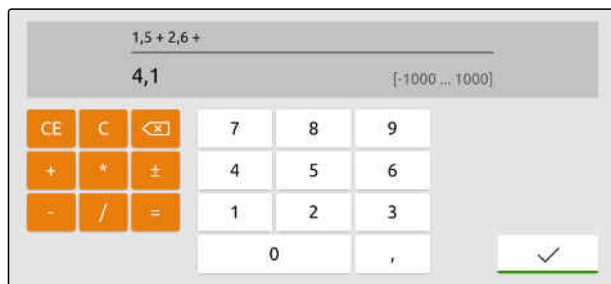 1,5 + 2,6 +
4,1 [-1000 ... 1000]
CE C 7 8 9
+ * ± 4 5 6
- / = 1 2 3
0 ,